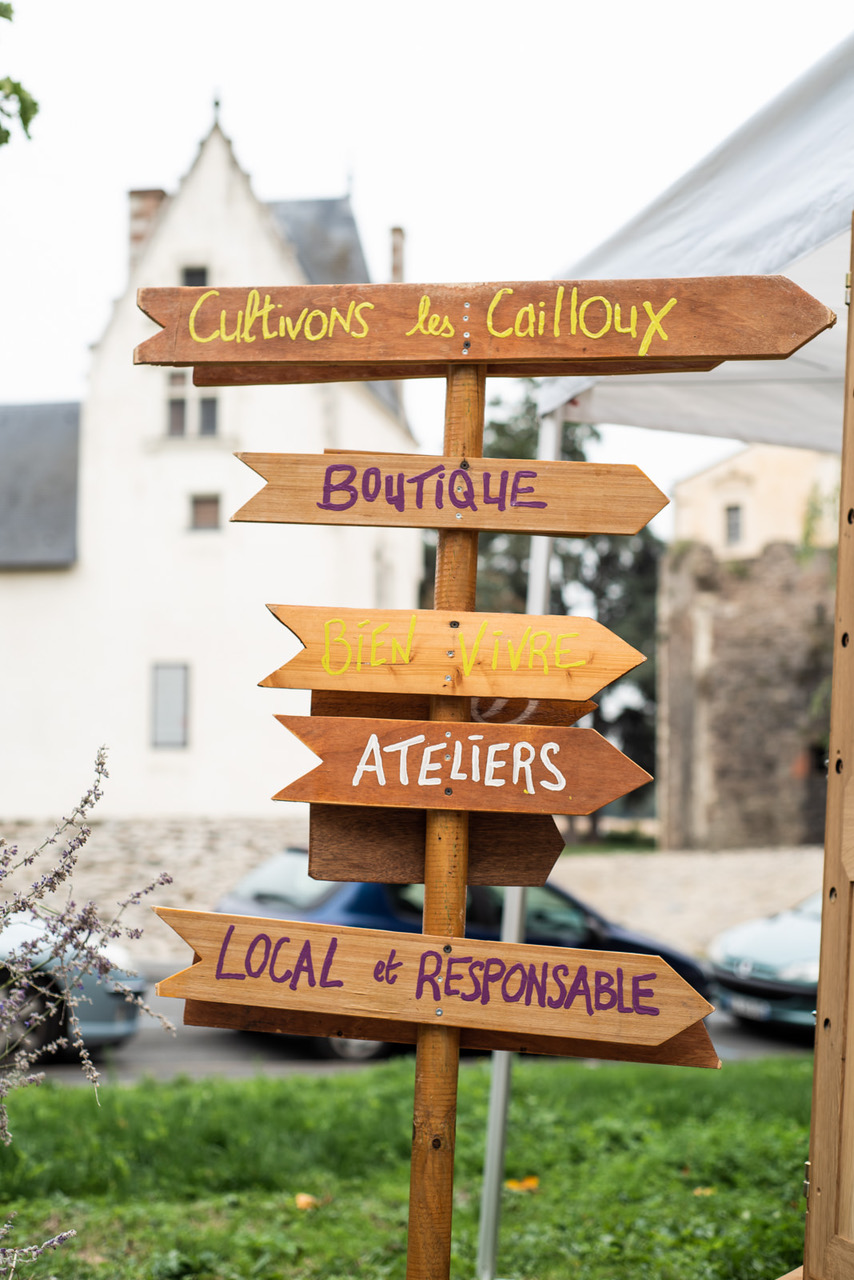 Cultivons les Cailloux
BOUTIQUE
BIEN VIVRE
ATELIERS
LOCAL et RESPONSABLE